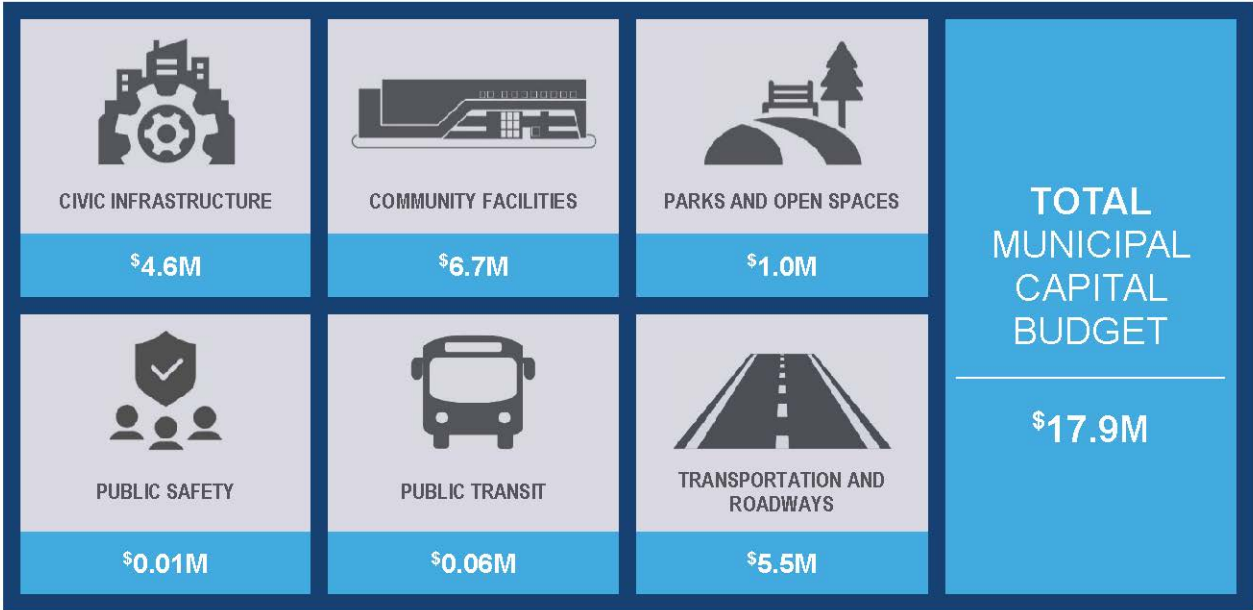 CIVIC INFRASTRUCTURE
$4.6M
COMMUNITY FACILITIES
$6.7M
PARKS AND OPEN SPACES
$1.0M
PUBLIC SAFETY
$0.01M
PUBLIC TRANSIT
$0.06M
TRANSPORTATION AND
ROADWAYS
$5.5M
TOTAL
MUNICIPAL
CAPITAL
BUDGET
$17.9M